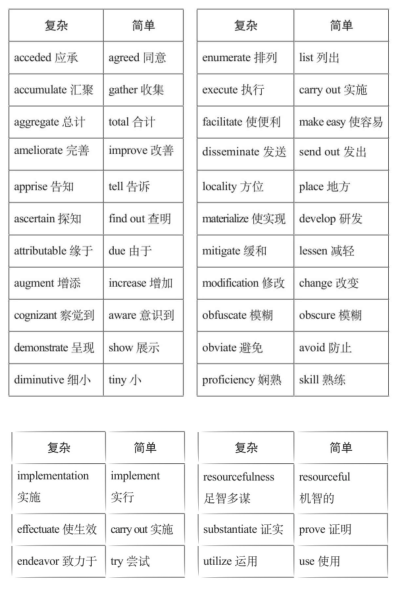 复杂 简单
acceded 应承 agreed 同意
accumulate 汇聚 gather 收集
aggregate 总计 total 合计
ameliorate 完善 improve 改善
apprise 告知 tell 告诉
ascertain 探知 find out 查明
attributable 缘于 due 由于
augment 增添 increase 增加
cognizant 察觉到 aware 意识到
demonstrate 呈现 show 展示
diminutive 细小 tiny 小
复杂 简单
enumerate 排列 list 列出
execute 执行 carry out 实施
facilitate 使便利 make easy 使容易
disseminate 发送 send out 发出
locality 方位 place 地方
materialize 使实现 develop 研发
mitigate 缓和 lessen 减轻
modification 修改 change 改变
obfuscate 模糊 obscure 模糊
obviate 避免 avoid 防止
proficiency 娴熟 skill 熟练
复杂 简单
implementation implement
实施 实行
effectuate 使生效 carry out 实施
endeavor 致力于 try 尝试
复杂 简单
resourcefulness resourceful
足智多谋 机智的
substantiate 证实 prove 证明
utilize 运用 use 使用